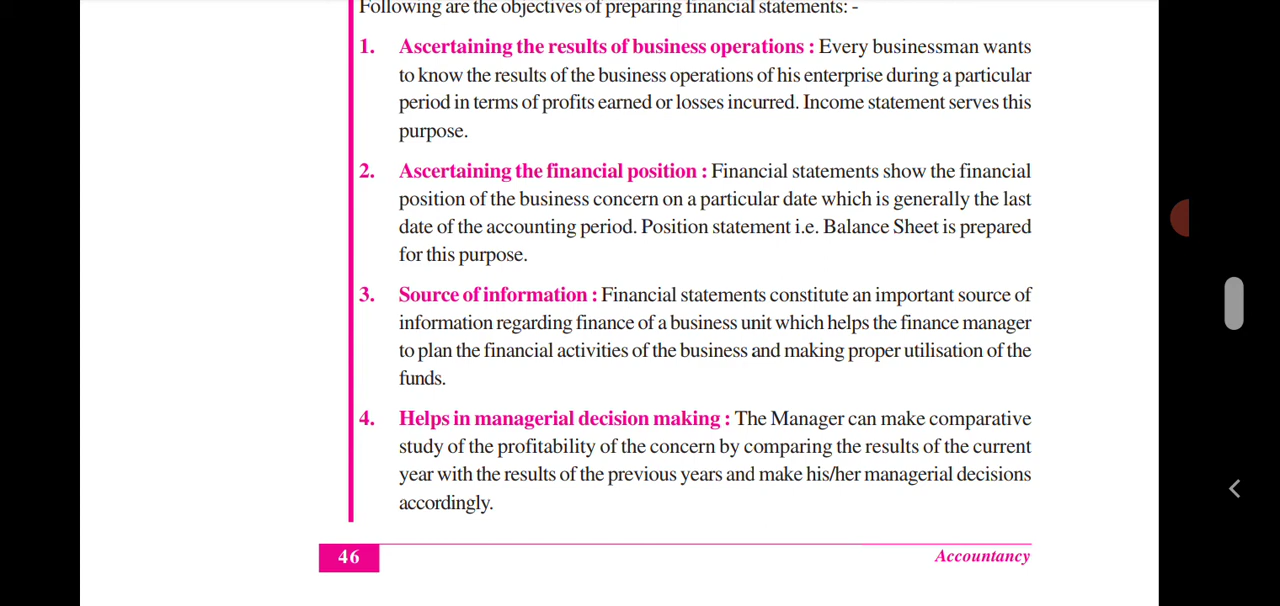 Following are the objectives of preparing financial statements: -
1. Ascertaining the results of business operations : Every businessman wants
to know the results of the business operations of his enterprise during a particular
period in terms of profits earned or losses incurred. Income statement serves this
purpose.
2. Ascertaining the financial position : Financial statements show the financial
position of the business concern on a particular date which is generally the last
date of the accounting period. Position statement i.e. Balance Sheet is prepared
for this purpose.
3. Source of information : Financial statements constitute an important source of
information regarding finance of a business unit which helps the finance manager
to plan the financial activities of the business and making proper utilisation of the
funds.
4. Helps in managerial decision making : The Manager can make comparative
study of the profitability of the concern by comparing the results of the current
year with the results of the previous years and make his/her managerial decisions
accordingly.
46
Accountancy